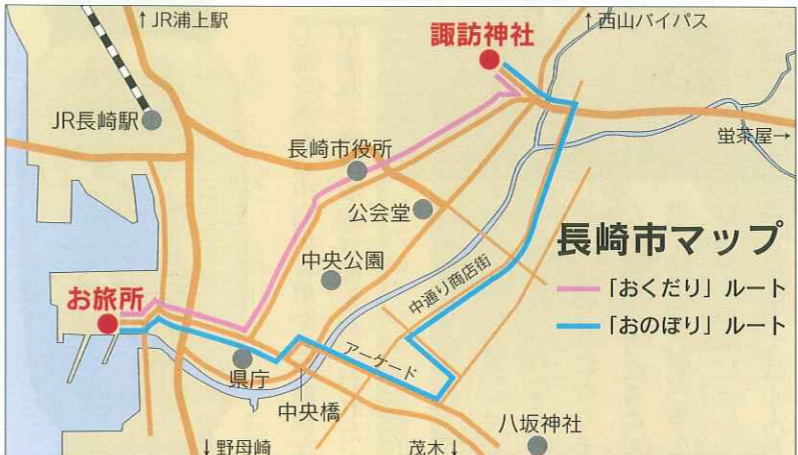 ↑JR浦上駅
諏訪神社
↑西山バイパス
JR長崎駅
長崎市役所
蛍茶屋→
公会堂
長崎市マップ
中央公園
中通り商店街
「おくだり」ルート
お旅所
「おのぼり」ルート
アーケード
県庁
中央橋
八坂神社
↓野母崎
茂木↓